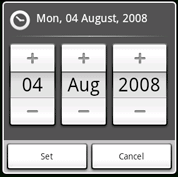 Mon, 04 August, 2008
+ + +
04 Aug 2008
− − −
Set Cancel